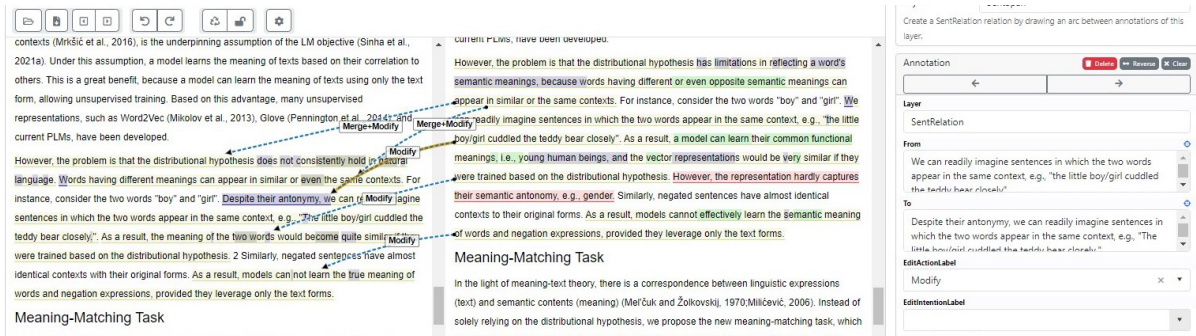 contexts (Mrkšić et al., 2016), is the underpinning assumption of the LM objective (Sinha et al.,
2021a). Under this assumption, a model learns the meaning of texts based on their correlation to
others. This is a great benefit, because a model can learn the meaning of texts using only the text
form, allowing unsupervised training. Based on this advantage, many unsupervised
representations, such as Word2Vec (Mikolov et al., 2013), Glove (Pennington et al., 2014), and
current PLMs, have been developed.
However, the problem is that the distributional hypothesis does not consistently hold in natural
language. Words having different meanings can appear in similar or even the same contexts. For
instance, consider the two words "boy" and "girl". Despite their antonymy, we can readily imagine
sentences in which the two words appear in the same context, e.g., "The little boy/girl cuddled the
teddy bear closely.". As a result, the meaning of the two words would become quite similar if they
were trained based on the distributional hypothesis. 2 Similarly, negated sentences have almost
identical contexts with their original forms. As a result, models cannot learn the true meaning of
words and negation expressions, provided they leverage only the text forms.
Meaning-Matching Task
Merge+Modify
Merge+Modify
Modify
Modify
Modify
current PLMs, have been developed.
However, the problem is that the distributional hypothesis has limitations in reflecting a word's
semantic meanings, because words having different or even opposite semantic meanings can
appear in similar or the same contexts. For instance, consider the two words "boy" and "girl". We
can readily imagine sentences in which the two words appear in the same context, e.g., "the little
boy/girl cuddled the teddy bear closely". As a result, a model can learn their common functional
meanings, i.e., young human beings, and the vector representations would be very similar if they
were trained based on the distributional hypothesis. However, the representation hardly captures
their semantic antonymy, e.g., gender. Similarly, negated sentences have almost identical
contexts to their original forms. As a result, models cannot effectively learn the semantic meaning
of words and negation expressions, provided they leverage only the text forms.
Meaning-Matching Task
In the light of meaning-text theory, there is a correspondence between linguistic expressions
(text) and semantic contents (meaning) (Mel'čuk and Žolkovskij, 1970;Milićević, 2006). Instead of
solely relying on the distributional hypothesis, we propose the new meaning-matching task, which
Create a SentRelation relation by drawing an arc between annotations of this
layer.
Annotation
Delete
Reverse
Clear
Layer
SentRelation
From
We can readily imagine sentences in which the two words
appear in the same context, e.g., "the little boy/girl cuddled
the teddy bear closely"
To
Despite their antonymy, we can readily imagine sentences in
which the two words appear in the same context, e.g., "The
little boy/girl cuddled the teddy bear closely."
EditActionLabel
Modify
EditIntentionLabel